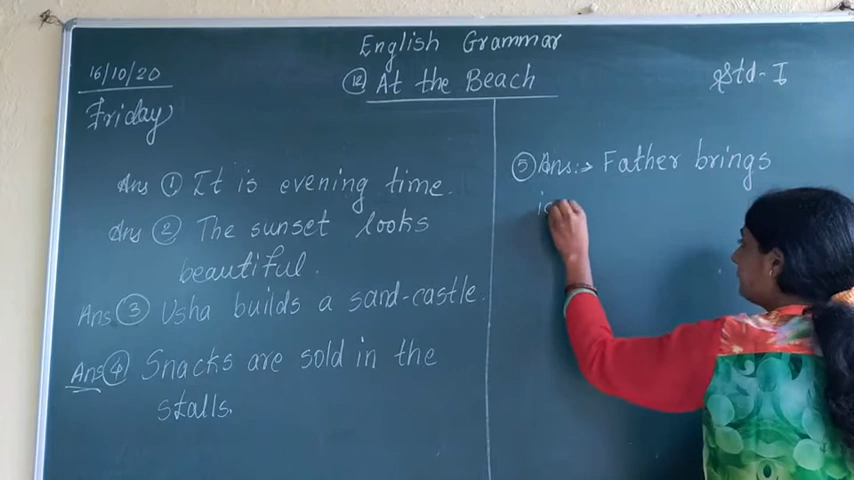 English Grammar
16/10/20
⑫ At the Beach
Std-I
Friday
Ans ① It is evening time.
Ans ② The sunset looks
beautiful.
Ans ③ Usha builds a sand-castle.
Ans ④ Snacks are sold in the
stalls.
⑤ Ans:→ Father brings
ic